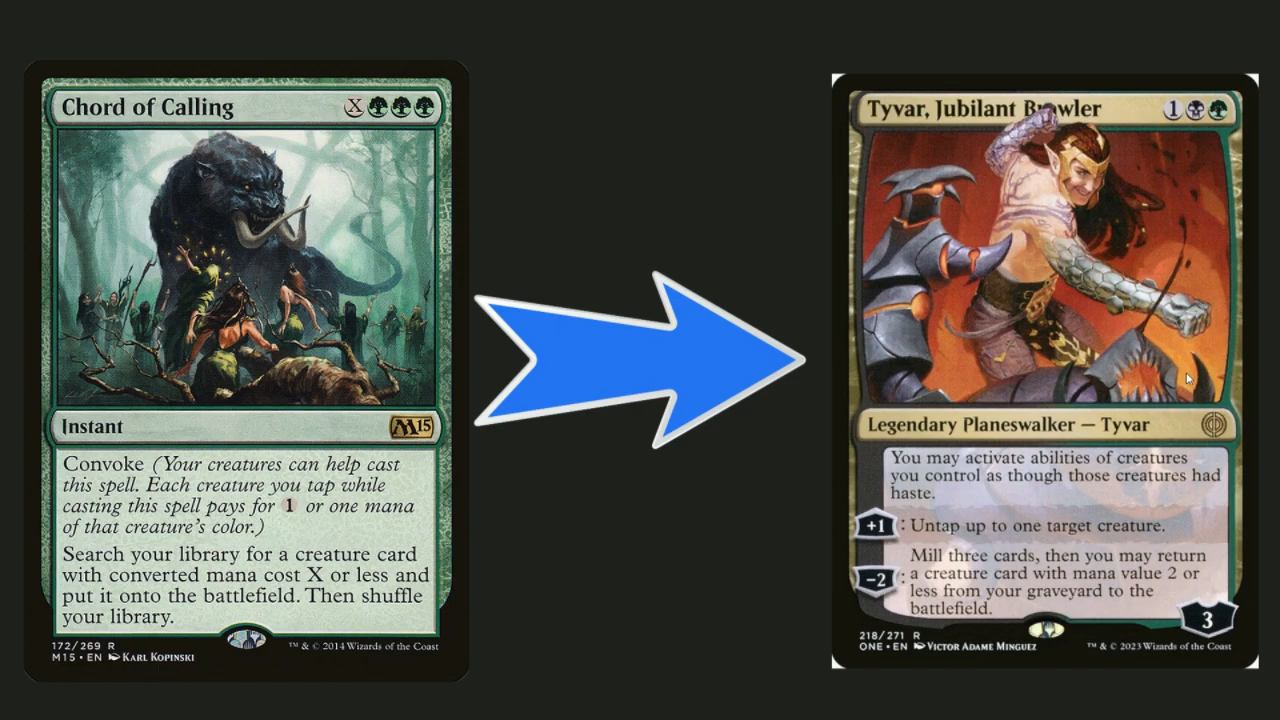 Chord of Calling X
Instant M15
Convoke (Your creatures can help cast
this spell. Each creature you tap while
casting this spell pays for 1 or one mana
of that creature's color.)
Search your library for a creature card
with converted mana cost X or less and
put it onto the battlefield. Then shuffle
your library.
172/269 R
M15 • EN Karl Kopinski
™ & © 2014 Wizards of the Coast
Tyvar, Jubilant Brawler 1
Legendary Planeswalker — Tyvar
You may activate abilities of creatures
you control as though those creatures had
haste.
+1 : Untap up to one target creature.
−2 : Mill three cards, then you may return
a creature card with mana value 2 or
less from your graveyard to the
battlefield.
3
218/271 R
ONE • EN Victor Adame Minguez
™ & © 2023 Wizards of the Coast